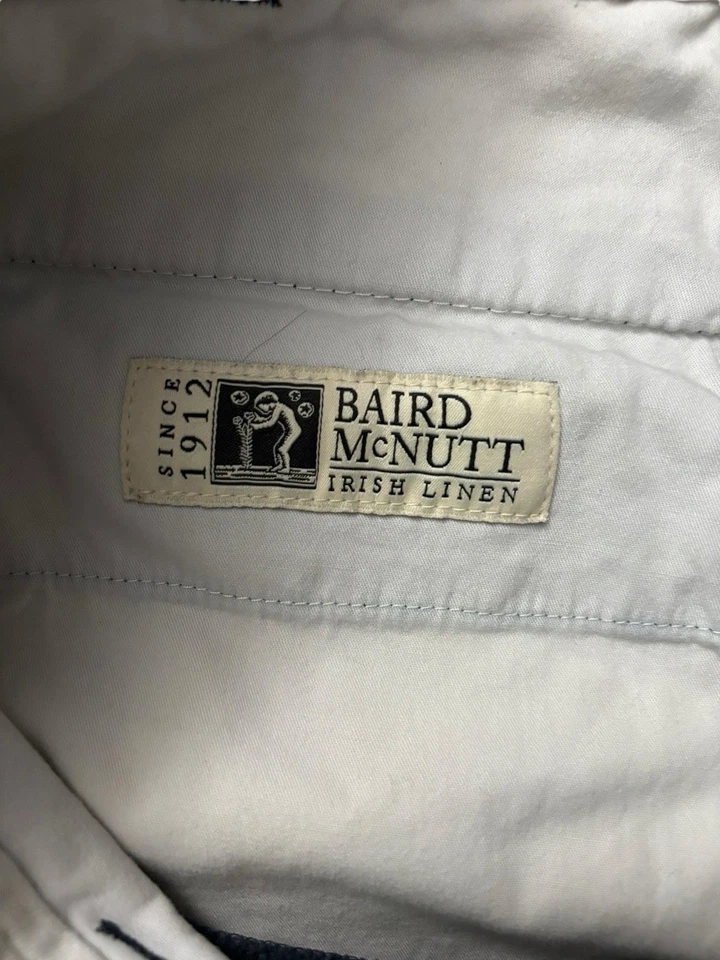 SINCE
1912
BAIRD
McNUTT
IRISH LINEN